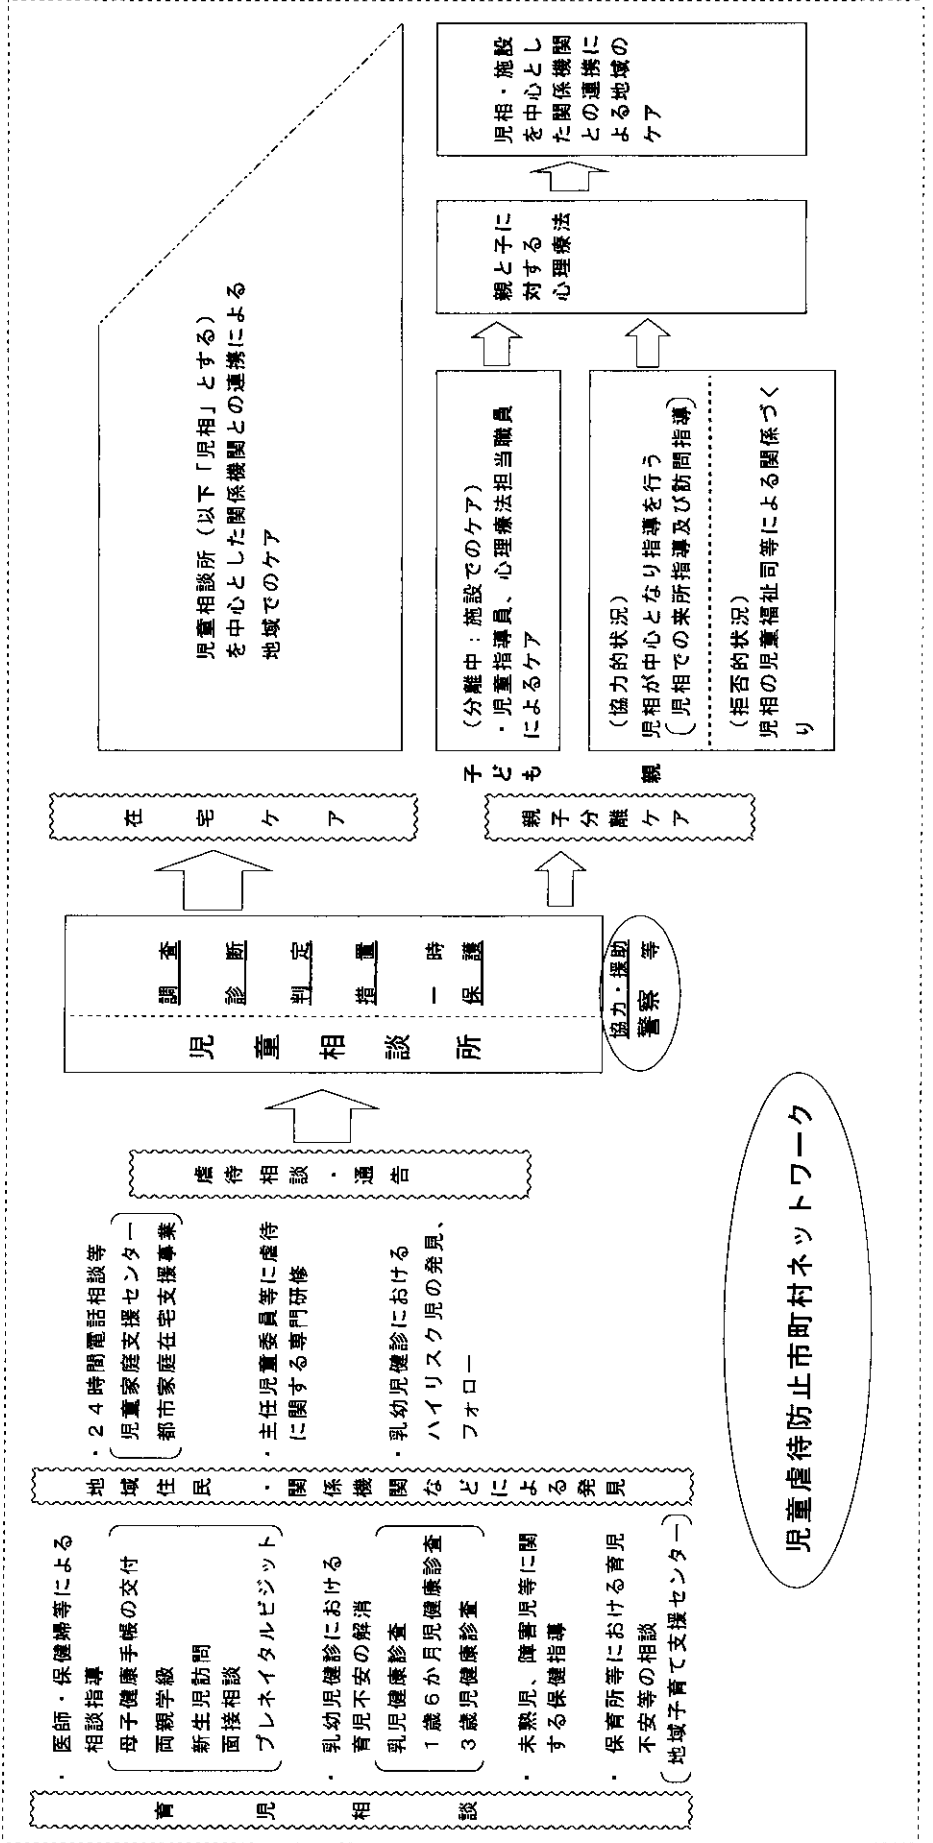 育児相談
・医師・保健婦等による
相談指導
母子健康手帳の交付
両親学級
新生児訪問
面接相談
プレネイタルビジット
・乳幼児健診における
育児不安の解消
乳児健康診査
1歳6か月児健康診査
3歳児健康診査
・未熟児、障害児等に関
する保健指導
・保育所等における育児
不安等の相談
(地域子育て支援センター)
地域住民・関係機関などによる発見
・24時間電話相談等
児童家庭支援センター
都市家庭在宅支援事業
・主任児童委員等に虐待
に関する専門研修
・乳幼児健診における
ハイリスク児の発見、
フォロー
虐待相談・通告
児童相談所
調査
診断
判定
措置
一時
保護
協力・援助
警察 等
在宅ケア
児童相談所(以下「児相」とする)
を中心とした関係機関との連携による
地域でのケア
親子分離ケア
子ども
(分離中:施設でのケア)
・児童指導員、心理療法担当職員
によるケア
親
(協力的状況)
児相が中心となり指導を行う
(児相での来所指導及び訪問指導)
(拒否的状況)
児相の児童福祉司等による関係づく
り
親と子に
対する
心理療法
児相・施設
を中心とし
た関係機関
との連携に
よる地域の
ケア
児童虐待防止市町村ネットワーク